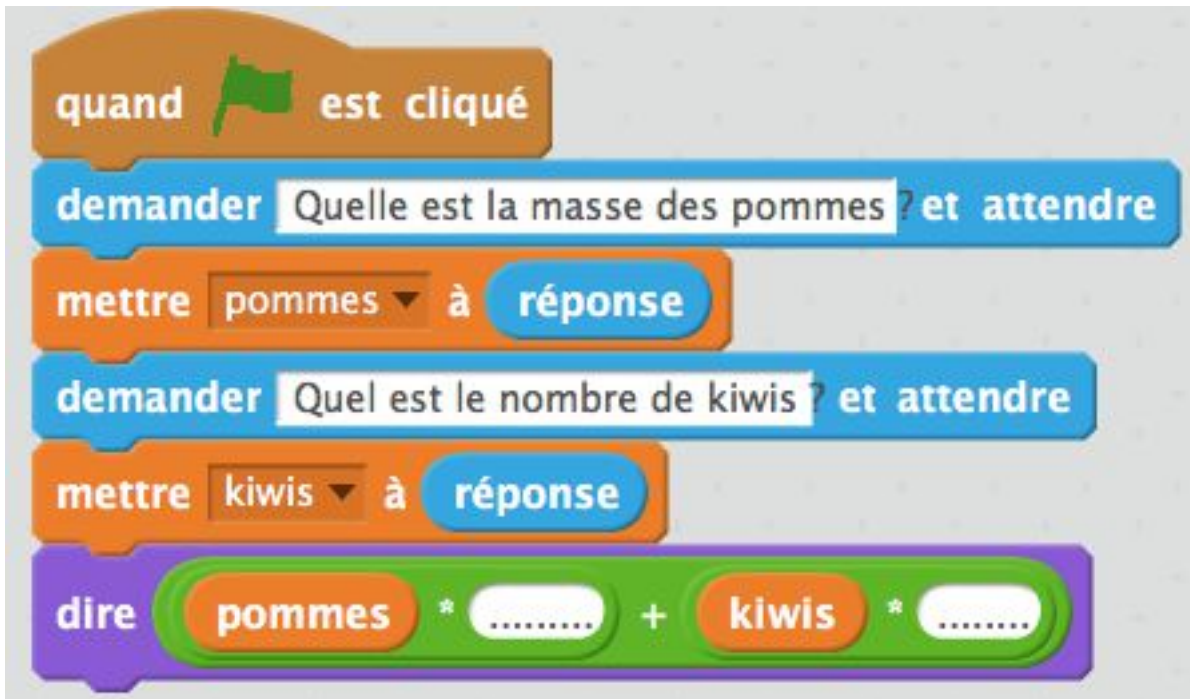 quand est cliqué
demander Quelle est la masse des pommes ? et attendre
mettre pommes à réponse
demander Quel est le nombre de kiwis ? et attendre
mettre kiwis à réponse
dire pommes * ......... + kiwis * ........